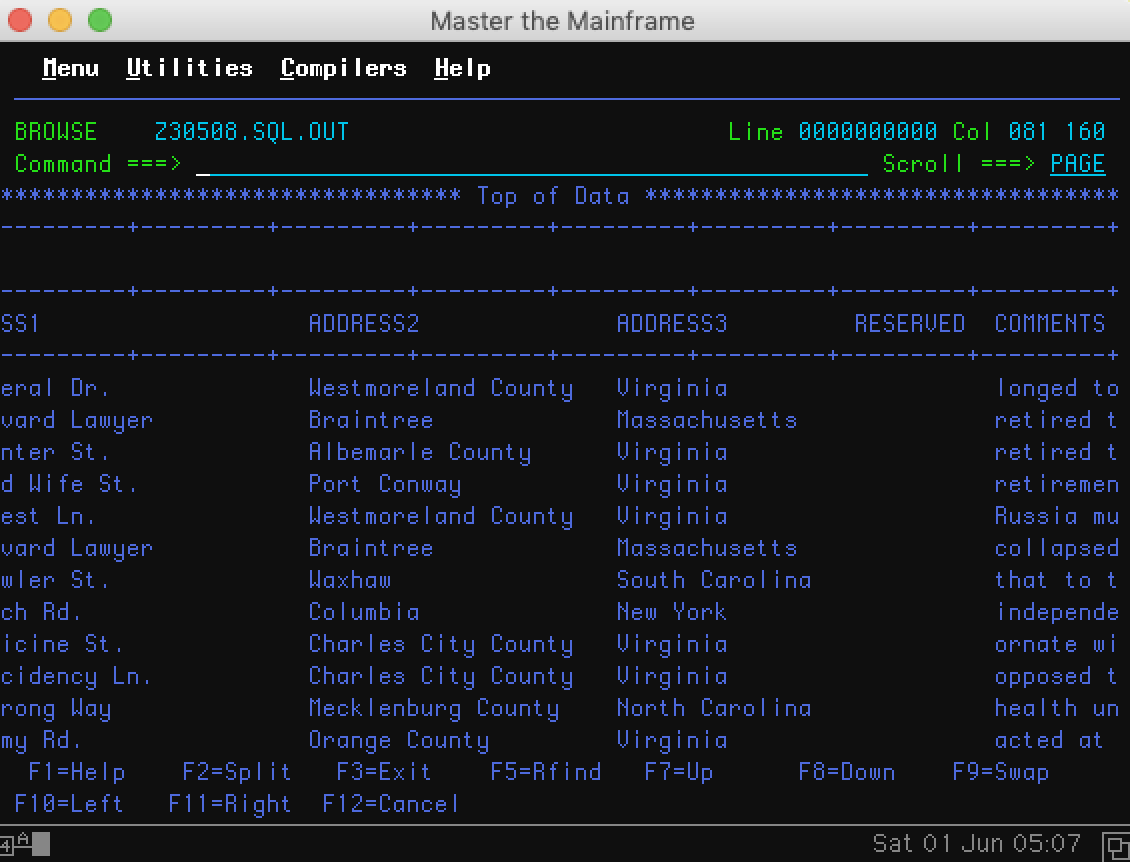 Master the Mainframe
Menu Utilities Compilers Help
BROWSE Z30508.SQL.OUT Line 0000000000 Col 081 160
Command ===> _ Scroll ===> PAGE
********************************* Top of Data **********************************
---------+---------+---------+---------+---------+---------+---------+---------+
---------+---------+---------+---------+---------+---------+---------+---------+
SS1 ADDRESS2 ADDRESS3 RESERVED COMMENTS
---------+---------+---------+---------+---------+---------+---------+---------+
eral Dr. Westmoreland County Virginia longed to
vard Lawyer Braintree Massachusetts retired t
nter St. Albemarle County Virginia retired t
d Wife St. Port Conway Virginia retiremen
est Ln. Westmoreland County Virginia Russia mu
vard Lawyer Braintree Massachusetts collapsed
wler St. Waxhaw South Carolina that to t
ch Rd. Columbia New York independe
icine St. Charles City County Virginia ornate wi
cidency Ln. Charles City County Virginia opposed t
rong Way Mecklenburg County North Carolina health un
my Rd. Orange County Virginia acted at
F1=Help F2=Split F3=Exit F5=Rfind F7=Up F8=Down F9=Swap
F10=Left F11=Right F12=Cancel
4 A Sat 01 Jun 05:07